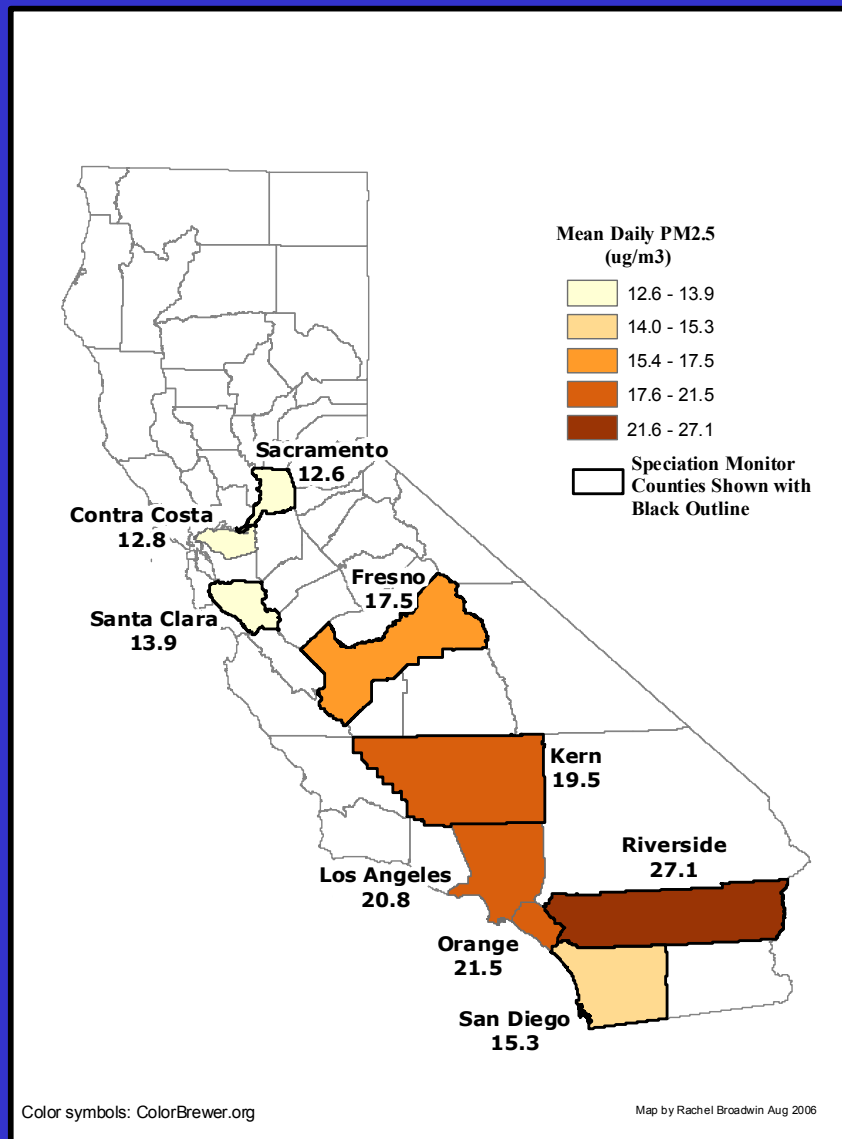 Mean Daily PM2.5
(ug/m3)
12.6 - 13.9
14.0 - 15.3
15.4 - 17.5
17.6 - 21.5
21.6 - 27.1
Speciation Monitor
Counties Shown with
Black Outline
Sacramento
12.6
Contra Costa
12.8
Fresno
17.5
Santa Clara
13.9
Kern
19.5
Riverside
27.1
Los Angeles
20.8
Orange
21.5
San Diego
15.3
Color symbols: ColorBrewer.org
Map by Rachel Broadwin Aug 2006